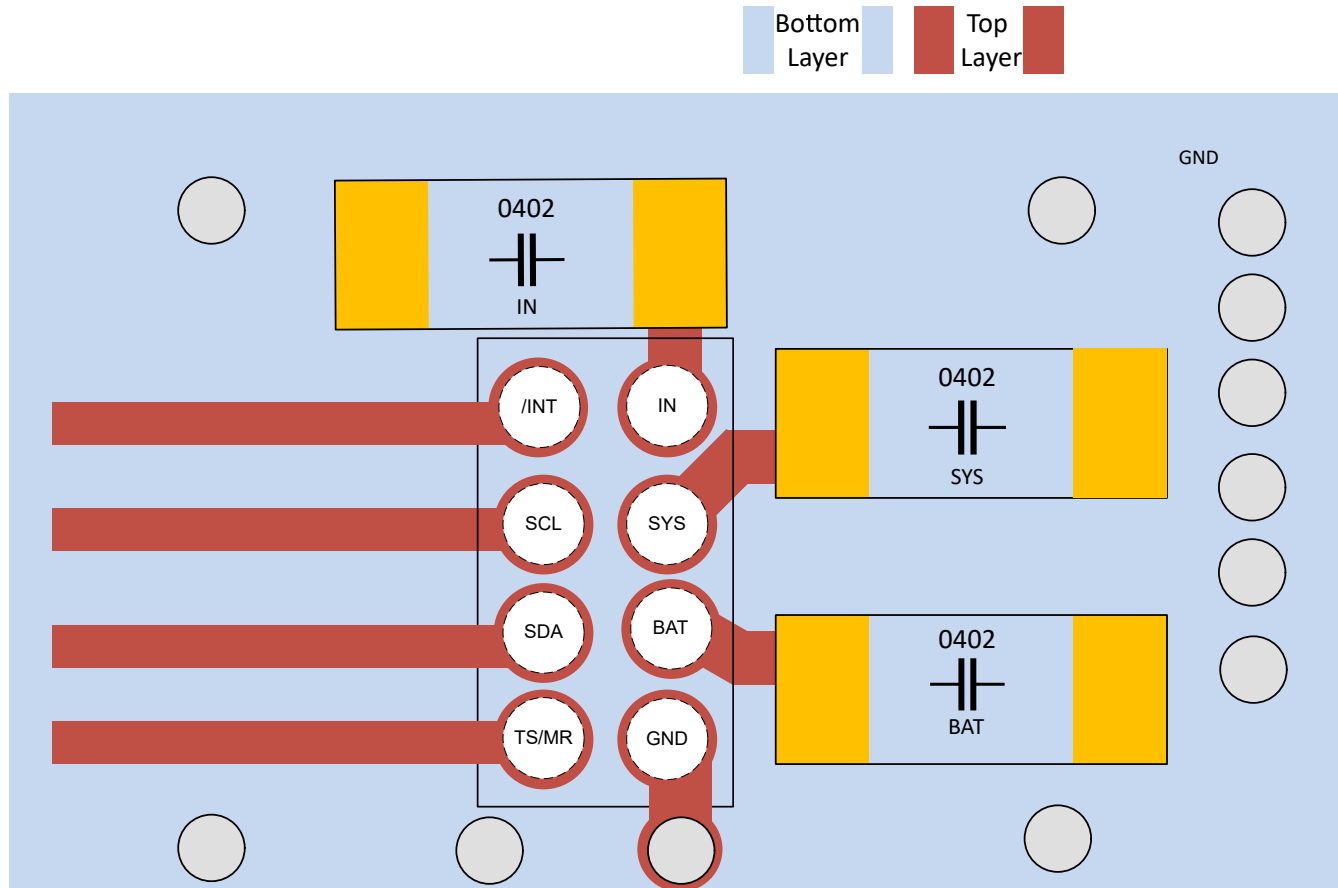 Bottom
Layer
Top
Layer
GND
0402
IN
0402
SYS
/INT
IN
SCL
SYS
SDA
BAT
0402
BAT
TS/MR
GND